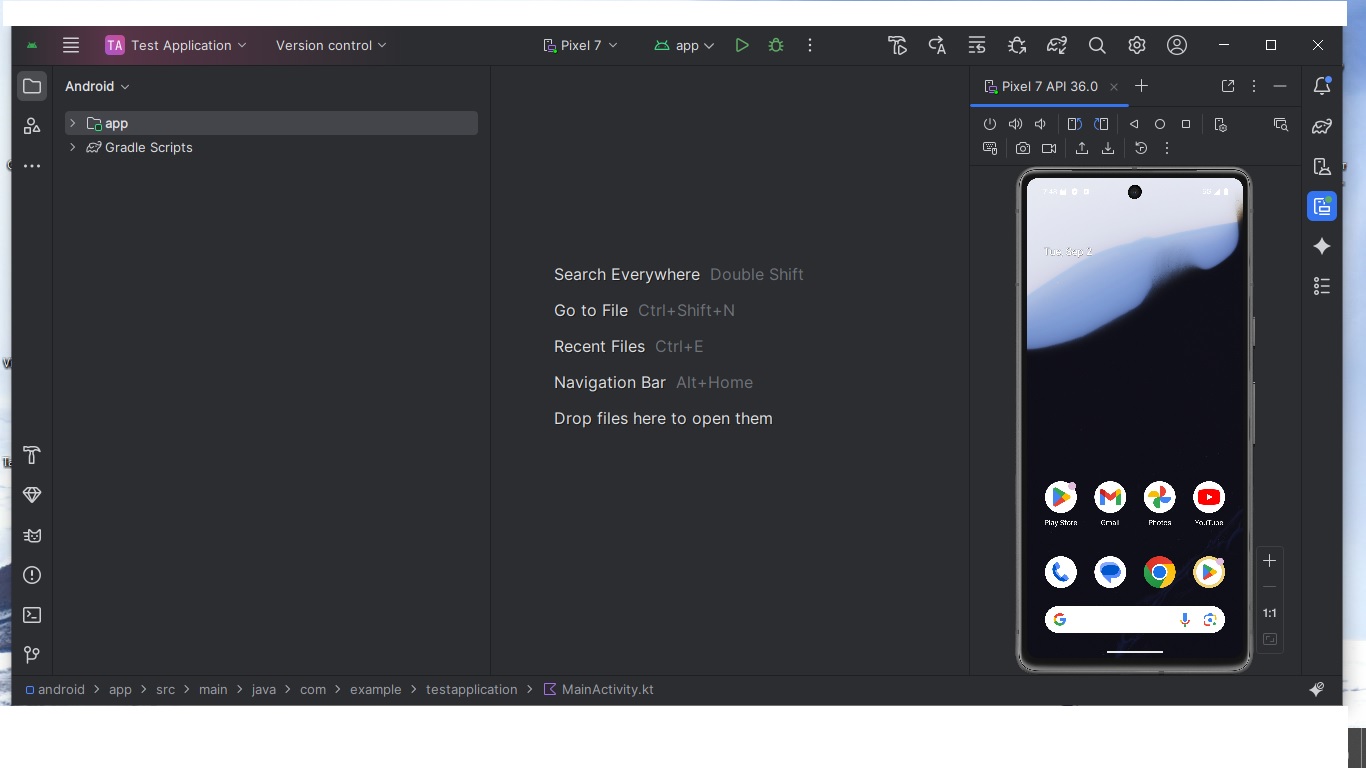 TA Test Application Version control Pixel 7 app
Android
app
Gradle Scripts
Search Everywhere Double Shift
Go to File Ctrl+Shift+N
Recent Files Ctrl+E
Navigation Bar Alt+Home
Drop files here to open them
Pixel 7 API 36.0
Tue, Sep 2
Play Store Gmail Photos YouTube
1:1
android app src main java com example testapplication MainActivity.kt